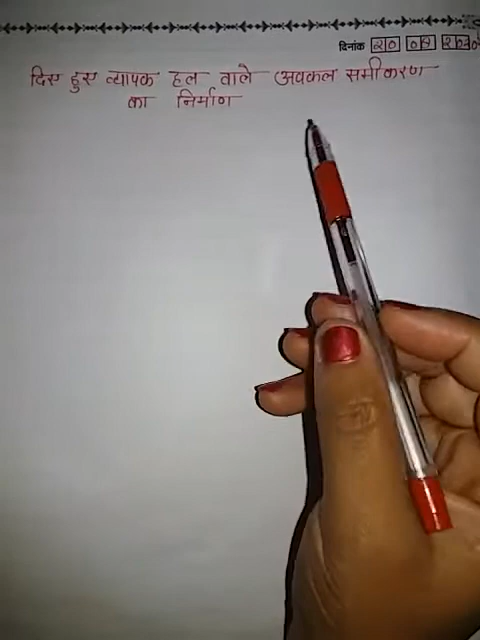 दिनांक 20 09 2020
दिए हुए व्यापक हल वाले अवकल समीकरण
का निर्माण